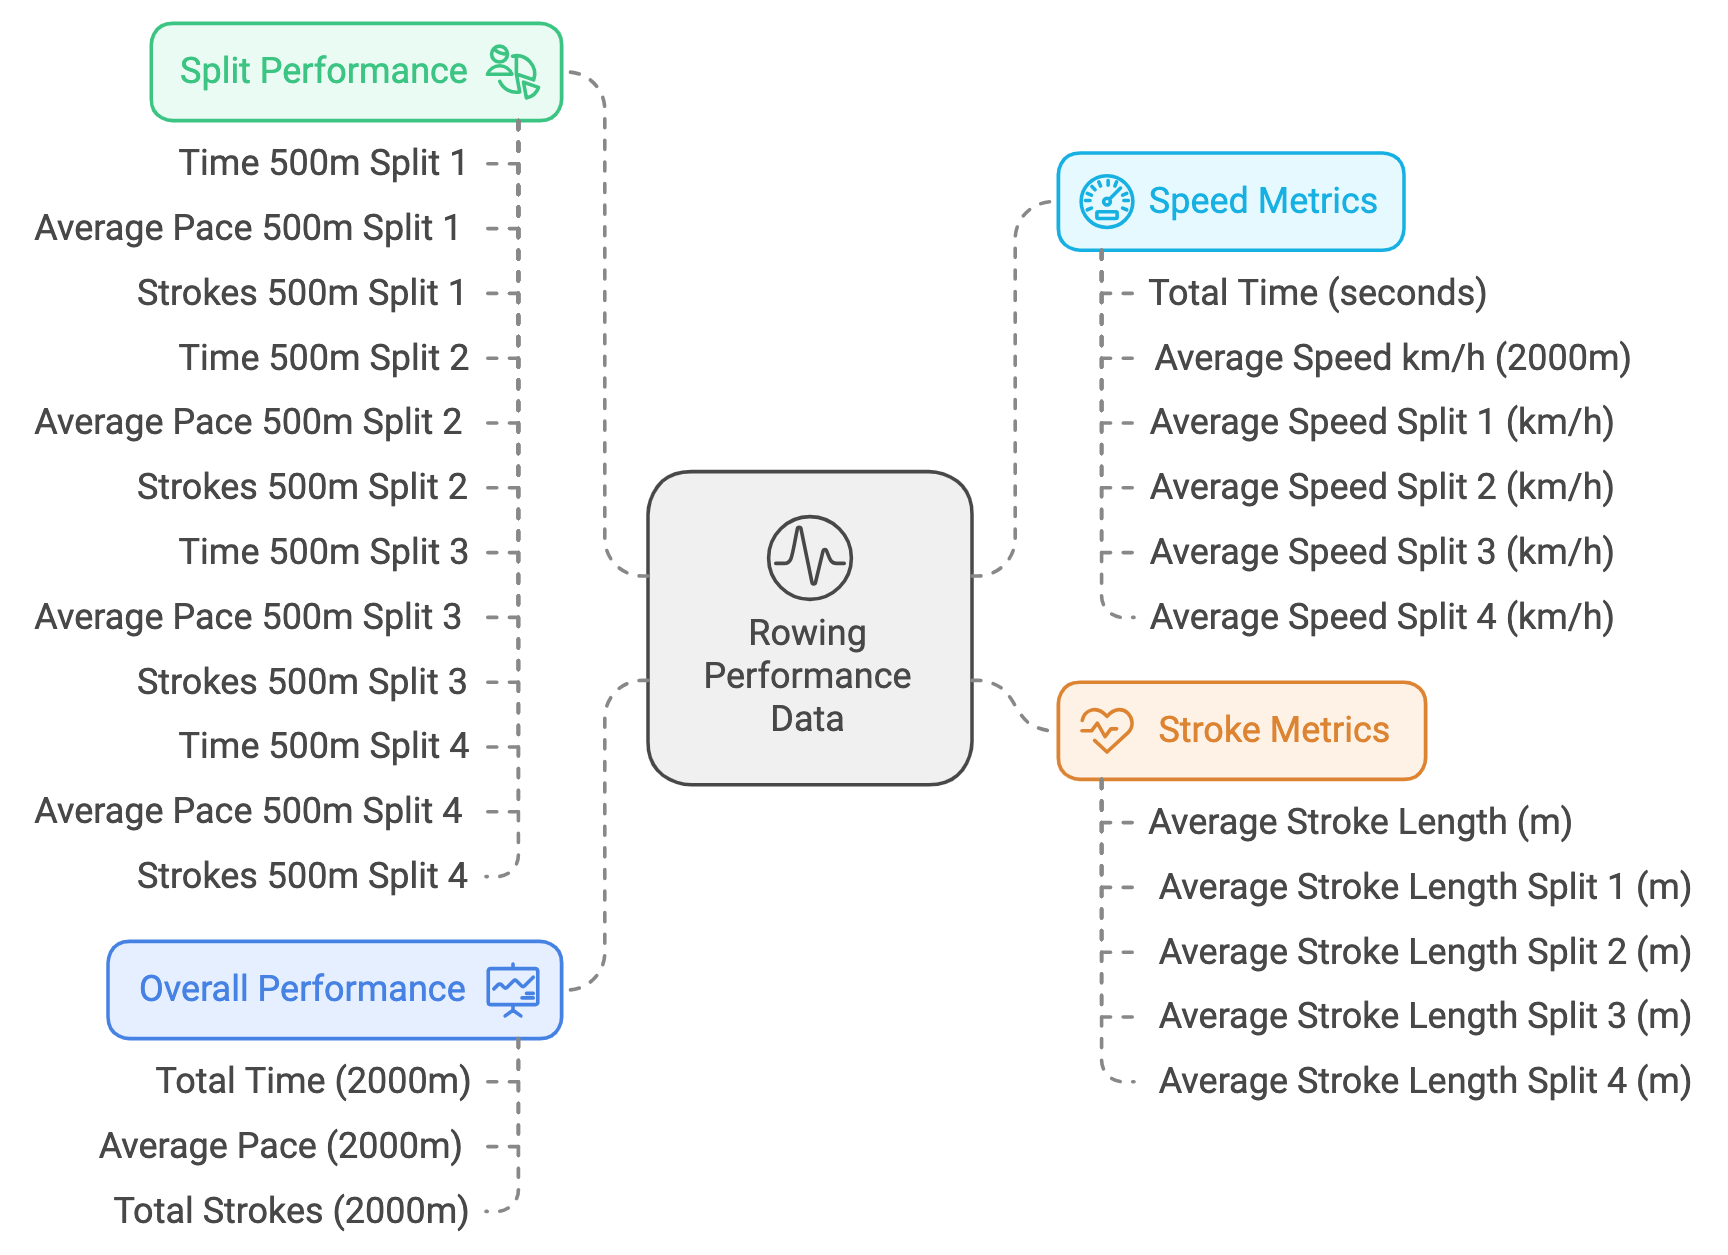 Split Performance
Time 500m Split 1
Average Pace 500m Split 1
Strokes 500m Split 1
Time 500m Split 2
Average Pace 500m Split 2
Strokes 500m Split 2
Time 500m Split 3
Average Pace 500m Split 3
Strokes 500m Split 3
Time 500m Split 4
Average Pace 500m Split 4
Strokes 500m Split 4
Overall Performance
Total Time (2000m)
Average Pace (2000m)
Total Strokes (2000m)
Rowing
Performance
Data
Speed Metrics
Total Time (seconds)
Average Speed km/h (2000m)
Average Speed Split 1 (km/h)
Average Speed Split 2 (km/h)
Average Speed Split 3 (km/h)
Average Speed Split 4 (km/h)
Stroke Metrics
Average Stroke Length (m)
Average Stroke Length Split 1 (m)
Average Stroke Length Split 2 (m)
Average Stroke Length Split 3 (m)
Average Stroke Length Split 4 (m)